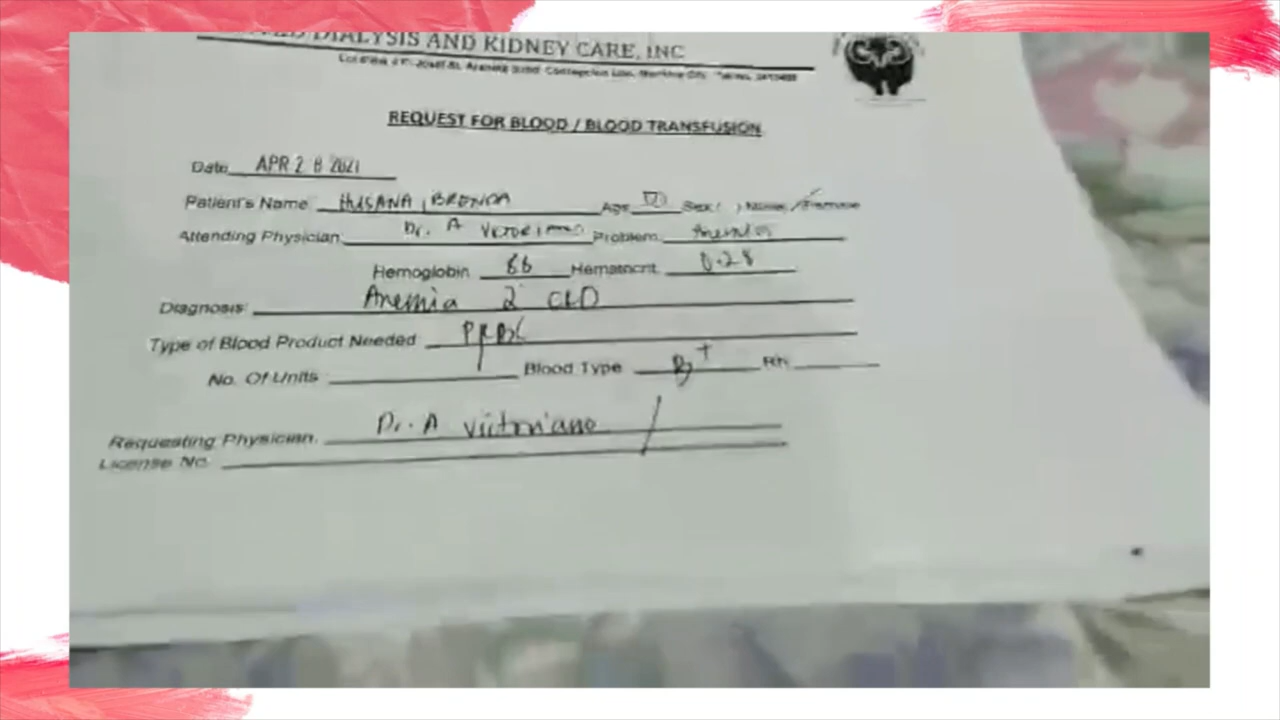 DIALYSIS AND KIDNEY CARE, INC
REQUEST FOR BLOOD / BLOOD TRANSFUSION
Date APR 28 2021
Patient's Name HUSANA, BRENDA Age Sex ( ) Male / Female
Attending Physician: Dr. A Victoriano Problem: Anemia
Hemoglobin 86 Hematocrit 0.28
Diagnosis: Anemia 2° CKD
Type of Blood Product Needed PRBC
No. Of Units Blood Type B+ Rh
Requesting Physician. Dr. A Victoriano
License No.